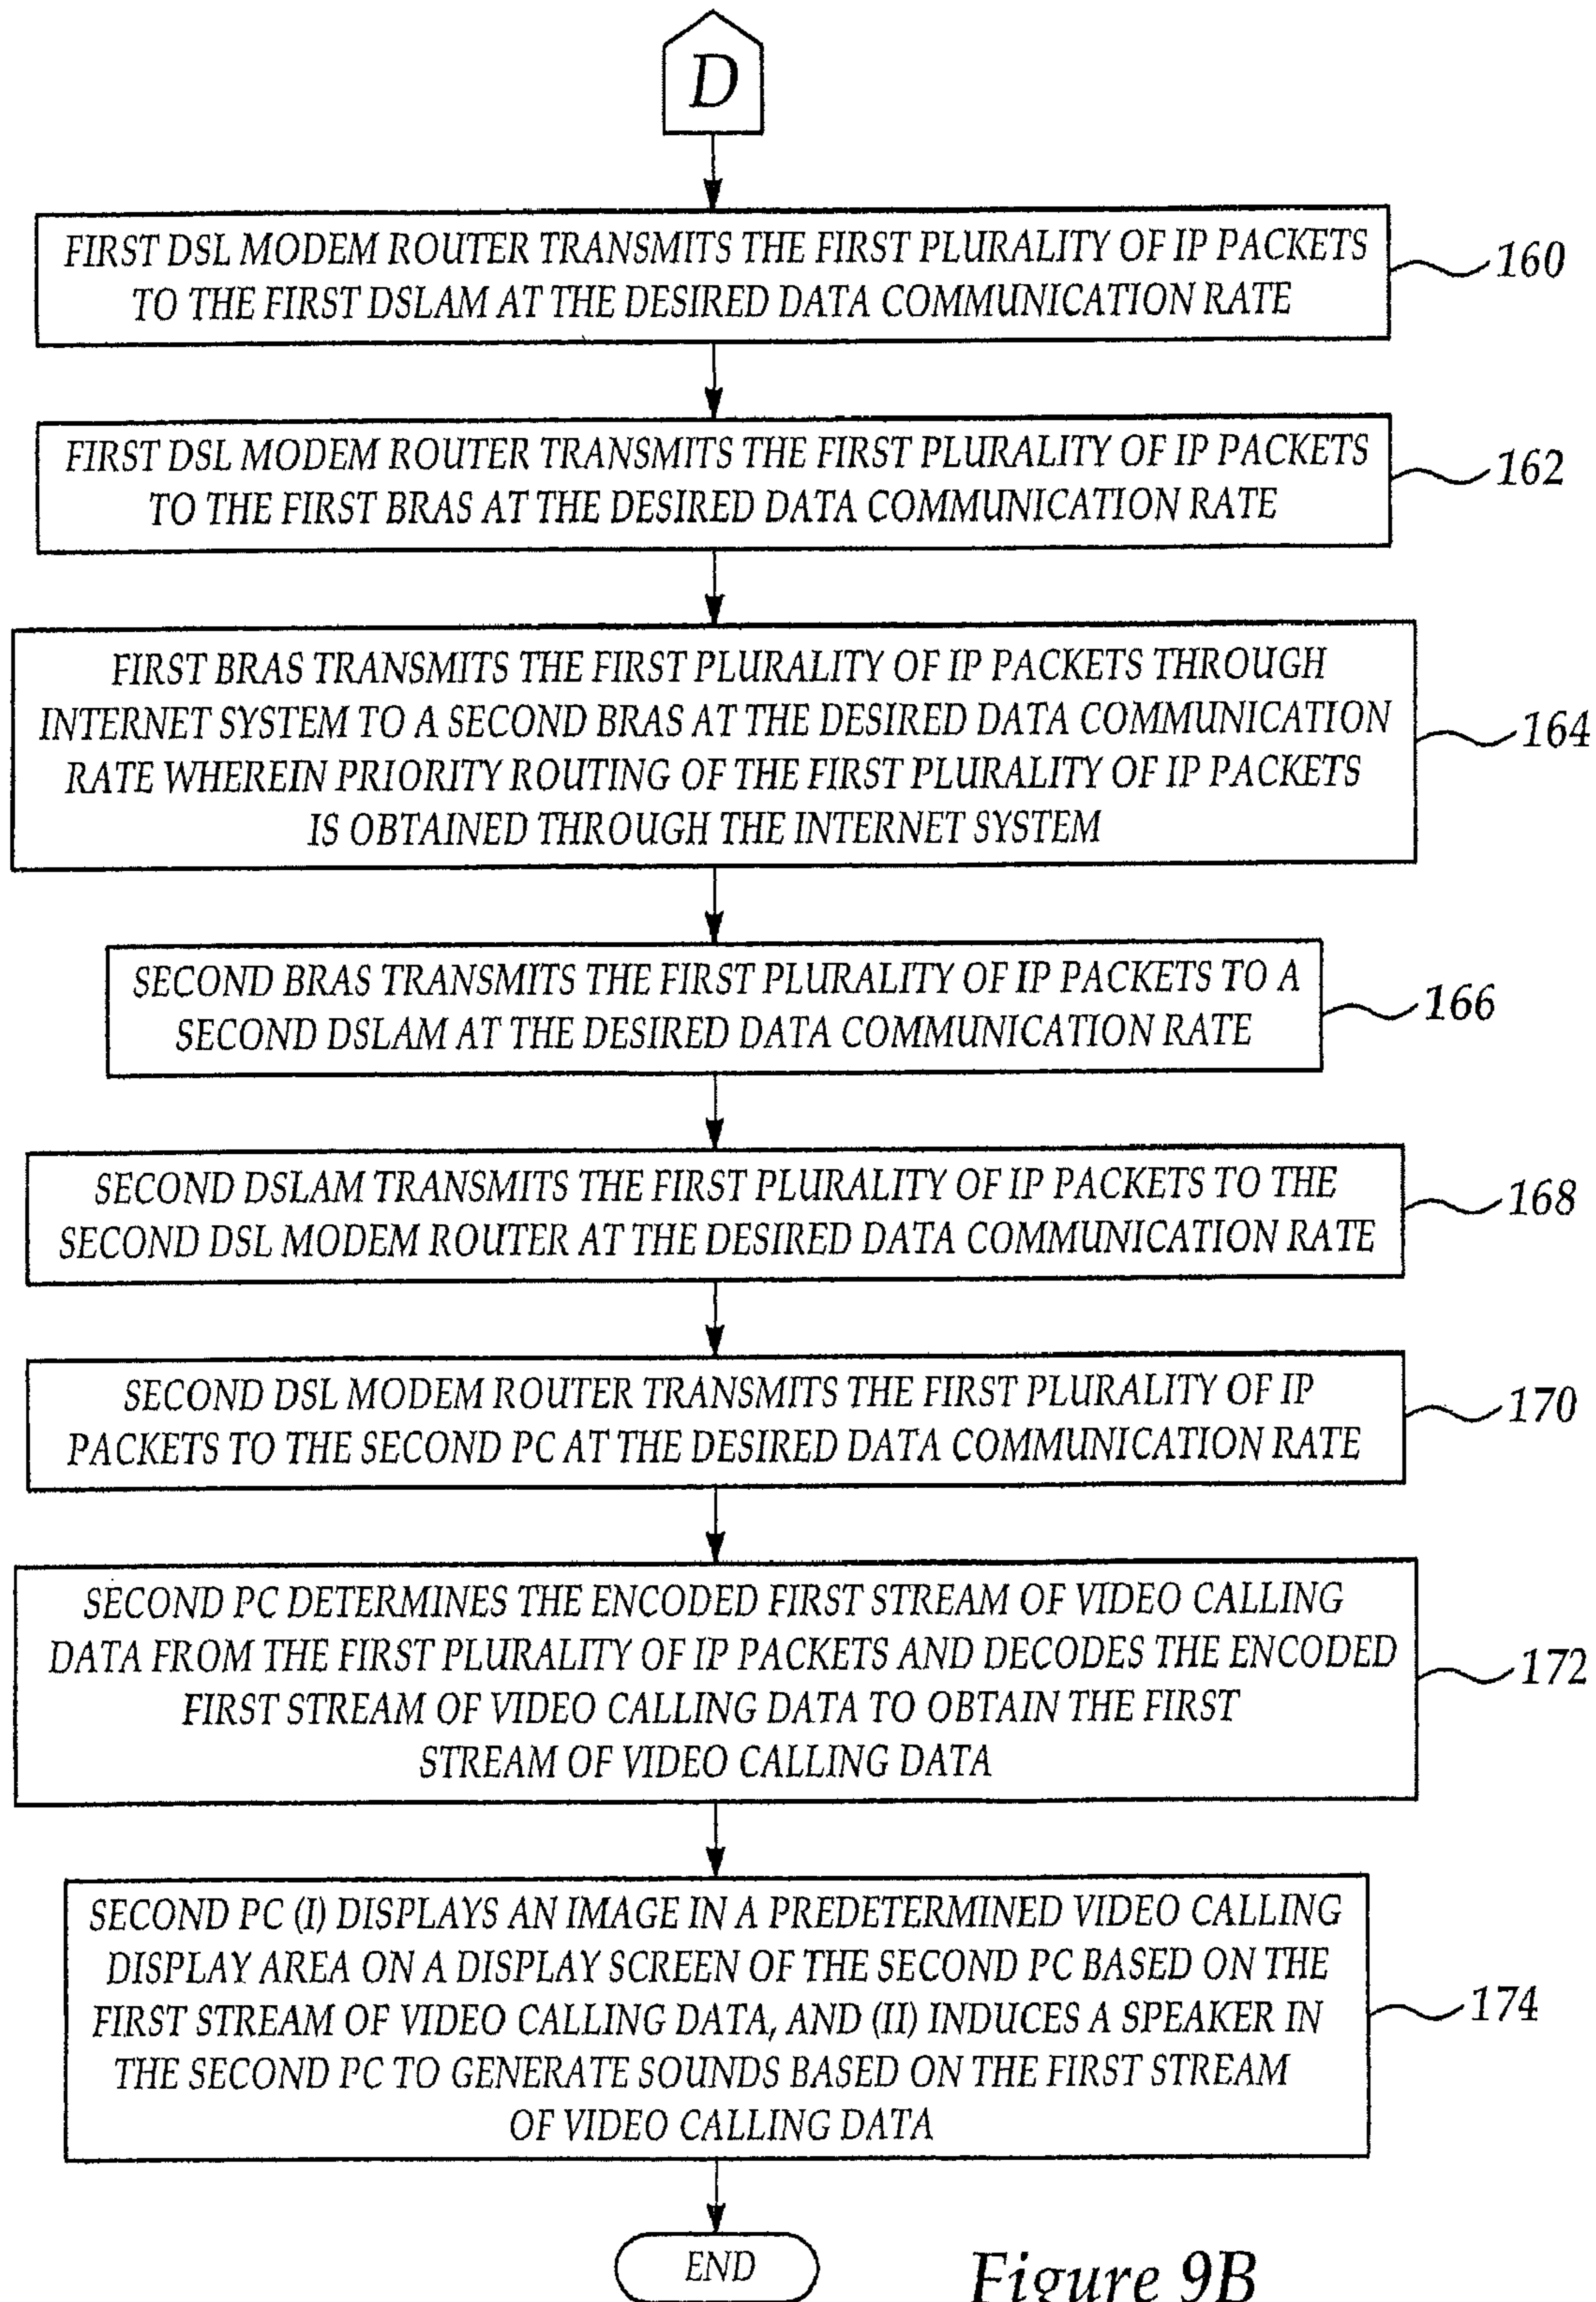 D
FIRST DSL MODEM ROUTER TRANSMITS THE FIRST PLURALITY OF IP PACKETS
TO THE FIRST DSLAM AT THE DESIRED DATA COMMUNICATION RATE
160
FIRST DSL MODEM ROUTER TRANSMITS THE FIRST PLURALITY OF IP PACKETS
TO THE FIRST BRAS AT THE DESIRED DATA COMMUNICATION RATE
162
FIRST BRAS TRANSMITS THE FIRST PLURALITY OF IP PACKETS THROUGH
INTERNET SYSTEM TO A SECOND BRAS AT THE DESIRED DATA COMMUNICATION
RATE WHEREIN PRIORITY ROUTING OF THE FIRST PLURALITY OF IP PACKETS
IS OBTAINED THROUGH THE INTERNET SYSTEM
164
SECOND BRAS TRANSMITS THE FIRST PLURALITY OF IP PACKETS TO A
SECOND DSLAM AT THE DESIRED DATA COMMUNICATION RATE
166
SECOND DSLAM TRANSMITS THE FIRST PLURALITY OF IP PACKETS TO THE
SECOND DSL MODEM ROUTER AT THE DESIRED DATA COMMUNICATION RATE
168
SECOND DSL MODEM ROUTER TRANSMITS THE FIRST PLURALITY OF IP
PACKETS TO THE SECOND PC AT THE DESIRED DATA COMMUNICATION RATE
170
SECOND PC DETERMINES THE ENCODED FIRST STREAM OF VIDEO CALLING
DATA FROM THE FIRST PLURALITY OF IP PACKETS AND DECODES THE ENCODED
FIRST STREAM OF VIDEO CALLING DATA TO OBTAIN THE FIRST
STREAM OF VIDEO CALLING DATA
172
SECOND PC (I) DISPLAYS AN IMAGE IN A PREDETERMINED VIDEO CALLING
DISPLAY AREA ON A DISPLAY SCREEN OF THE SECOND PC BASED ON THE
FIRST STREAM OF VIDEO CALLING DATA, AND (II) INDUCES A SPEAKER IN
THE SECOND PC TO GENERATE SOUNDS BASED ON THE FIRST STREAM
OF VIDEO CALLING DATA
174
END
Figure 9B